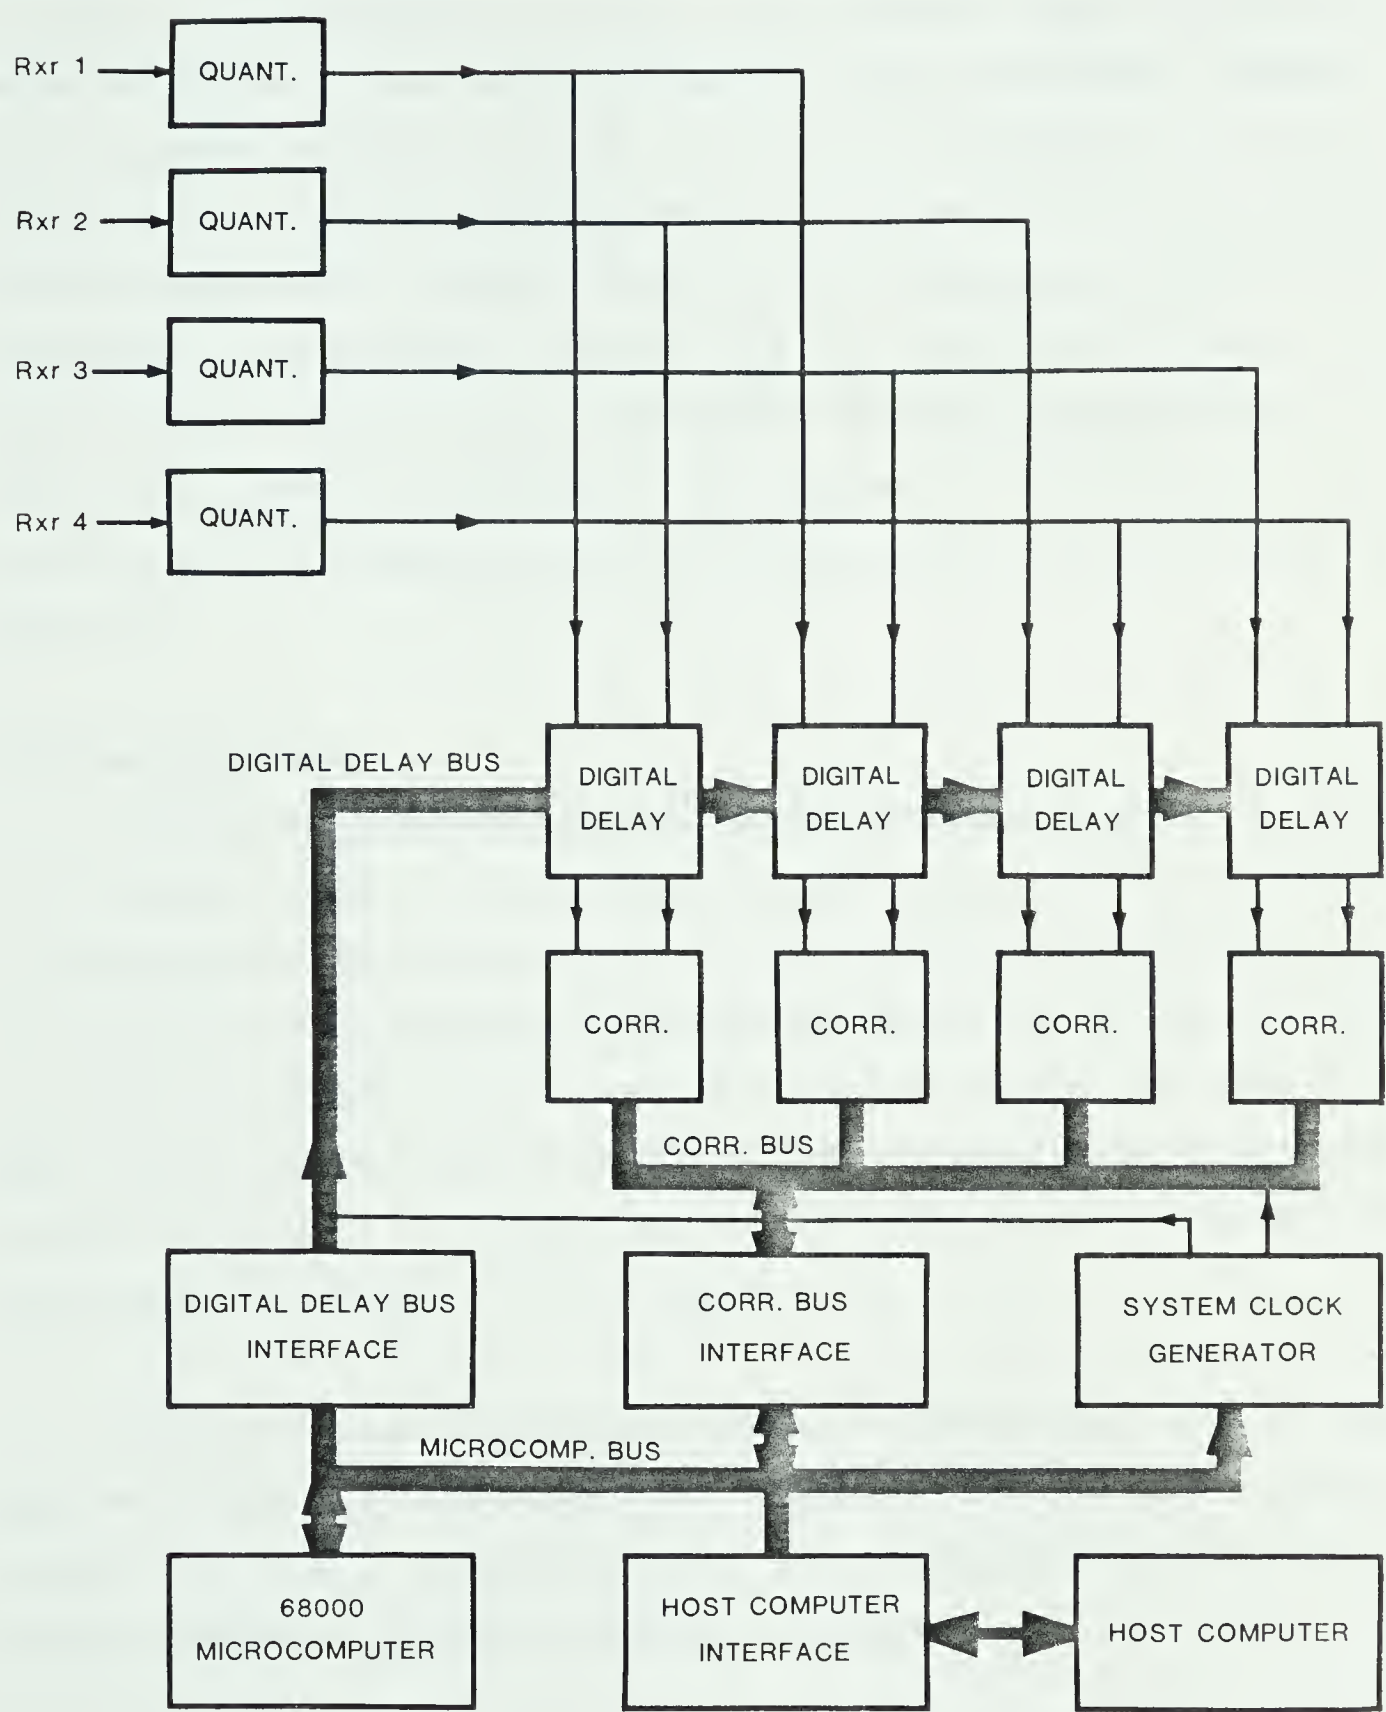 Rxr 1
QUANT.
Rxr 2
QUANT.
Rxr 3
QUANT.
Rxr 4
QUANT.
DIGITAL DELAY BUS
DIGITAL
DELAY
DIGITAL
DELAY
DIGITAL
DELAY
DIGITAL
DELAY
CORR.
CORR.
CORR.
CORR.
CORR. BUS
DIGITAL DELAY BUS
INTERFACE
CORR. BUS
INTERFACE
SYSTEM CLOCK
GENERATOR
MICROCOMP. BUS
68000
MICROCOMPUTER
HOST COMPUTER
INTERFACE
HOST COMPUTER